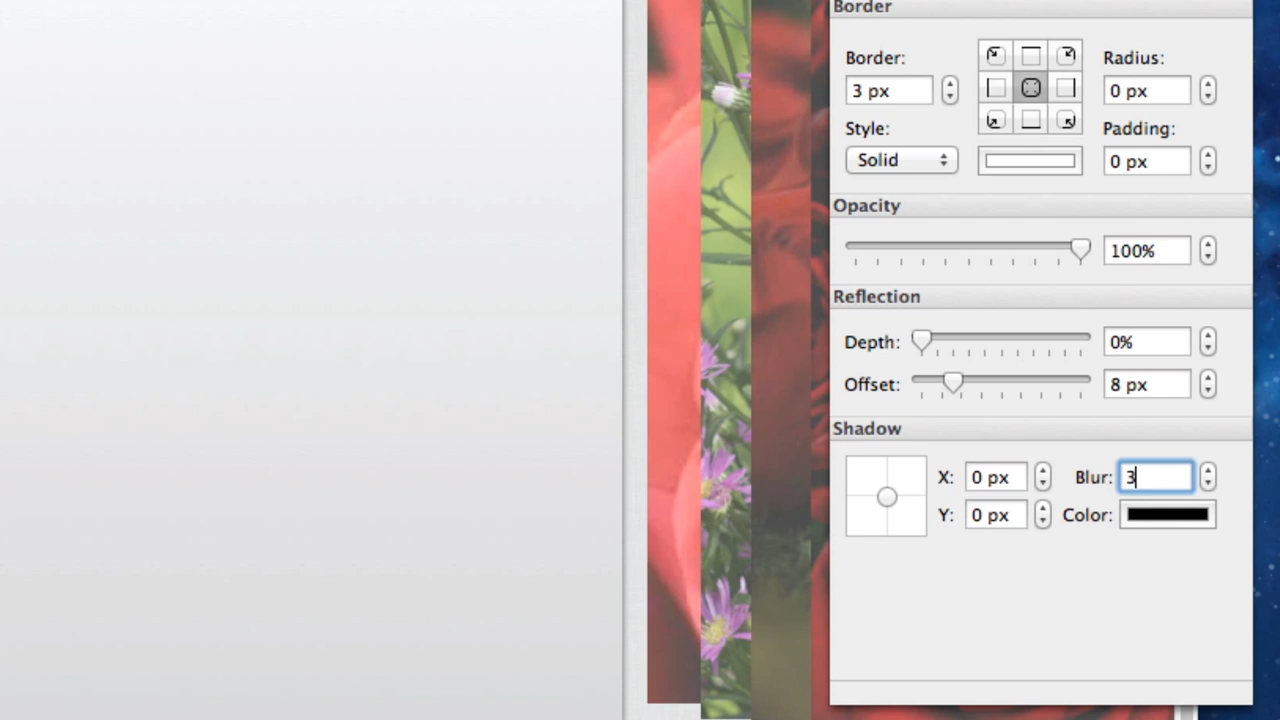 Border
Border:
Radius:
3 px
0 px
Style:
Padding:
Solid
0 px
Opacity
100%
Reflection
Depth:
0%
Offset:
8 px
Shadow
X: 0 px Blur: 3
Y: 0 px Color: